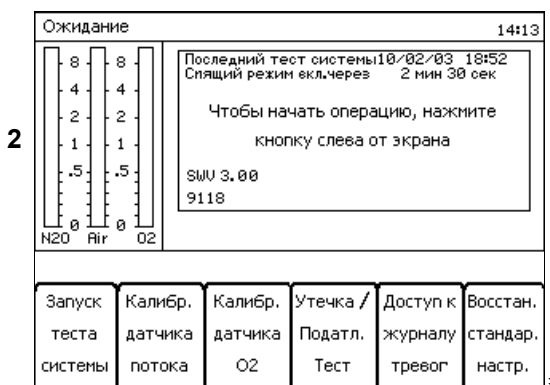 Ожидание 14:13
8 8
4 4
2 2
1 1
.5 .5
0 0
N2O Air O2
Последний тест системы10/02/03 18:52
Спящий режим вкл.через 2 мин 30 сек
Чтобы начать операцию, нажмите
кнопку слева от экрана
SWV 3.00
9118
2
Запуск теста системы
Калибр. датчика потока
Калибр. датчика O2
Утечка / Податл. Тест
Доступ к журналу тревог
Восстан. стандар. настр.